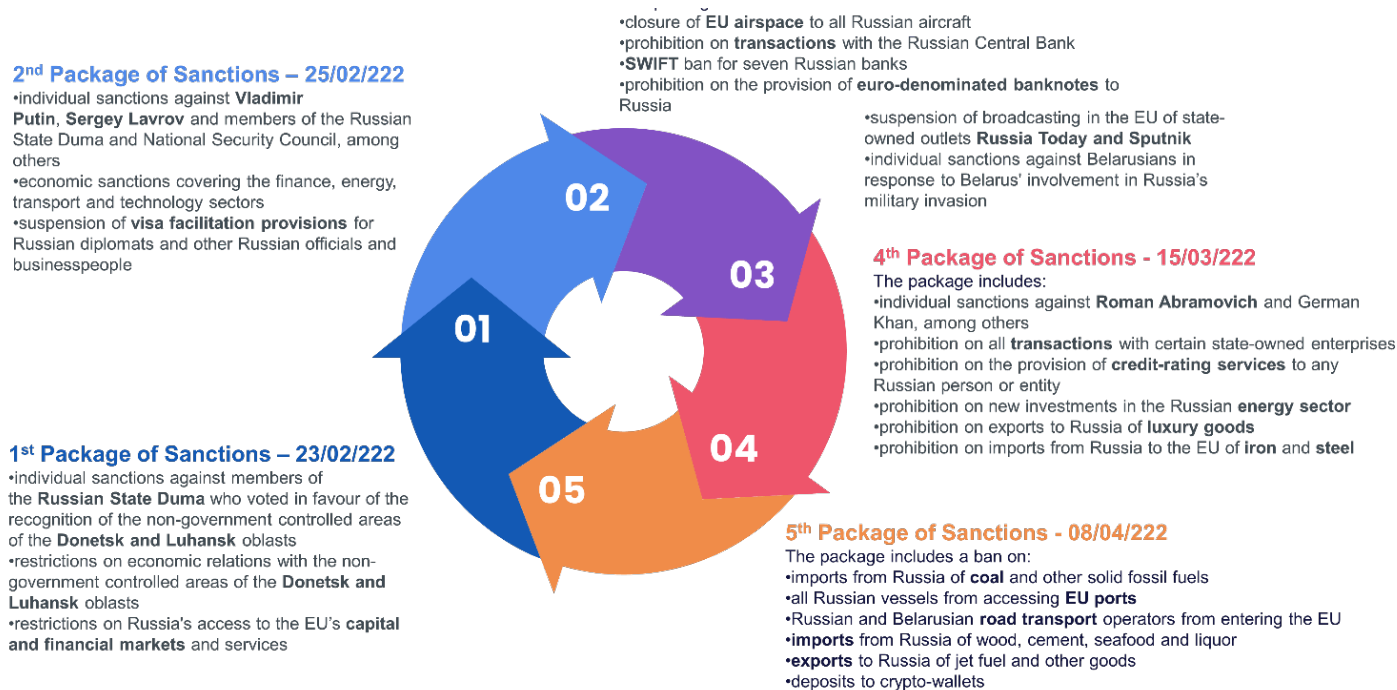 2nd Package of Sanctions – 25/02/222
•individual sanctions against Vladimir
Putin, Sergey Lavrov and members of the Russian
State Duma and National Security Council, among
others
•economic sanctions covering the finance, energy,
transport and technology sectors
•suspension of visa facilitation provisions for
Russian diplomats and other Russian officials and
businesspeople
•closure of EU airspace to all Russian aircraft
•prohibition on transactions with the Russian Central Bank
•SWIFT ban for seven Russian banks
•prohibition on the provision of euro-denominated banknotes to
Russia
•suspension of broadcasting in the EU of state-
owned outlets Russia Today and Sputnik
•individual sanctions against Belarusians in
response to Belarus' involvement in Russia's
military invasion
02
03
01
04
05
4th Package of Sanctions - 15/03/222
The package includes:
•individual sanctions against Roman Abramovich and German
Khan, among others
•prohibition on all transactions with certain state-owned enterprises
•prohibition on the provision of credit-rating services to any
Russian person or entity
•prohibition on new investments in the Russian energy sector
•prohibition on exports to Russia of luxury goods
•prohibition on imports from Russia to the EU of iron and steel
1st Package of Sanctions – 23/02/222
•individual sanctions against members of
the Russian State Duma who voted in favour of the
recognition of the non-government controlled areas
of the Donetsk and Luhansk oblasts
•restrictions on economic relations with the non-
government controlled areas of the Donetsk and
Luhansk oblasts
•restrictions on Russia's access to the EU's capital
and financial markets and services
5th Package of Sanctions - 08/04/222
The package includes a ban on:
•imports from Russia of coal and other solid fossil fuels
•all Russian vessels from accessing EU ports
•Russian and Belarusian road transport operators from entering the EU
•imports from Russia of wood, cement, seafood and liquor
•exports to Russia of jet fuel and other goods
•deposits to crypto-wallets